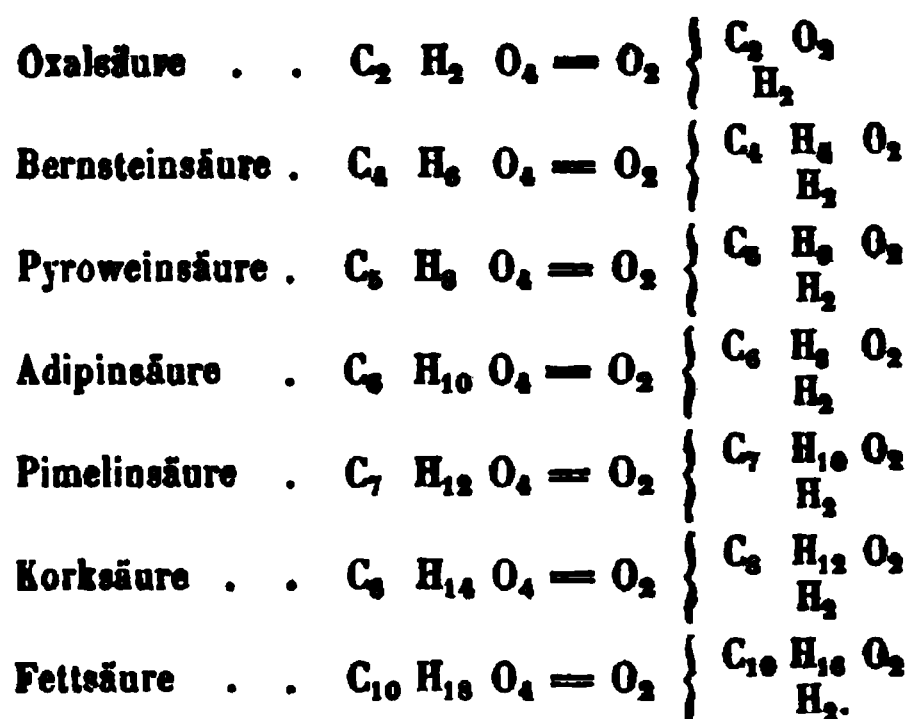 Oxalsäure . . C₂ H₂ O₄ = O₂ { C₂ O₂
H₂
Bernsteinsäure . C₄ H₆ O₄ = O₂ { C₄ H₄ O₂
H₂
Pyroweinsäure . C₅ H₈ O₄ = O₂ { C₅ H₆ O₂
H₂
Adipinsäure . C₆ H₁₀ O₄ = O₂ { C₆ H₈ O₂
H₂
Pimelinsäure . C₇ H₁₂ O₄ = O₂ { C₇ H₁₀ O₂
H₂
Korksäure . . C₈ H₁₄ O₄ = O₂ { C₈ H₁₂ O₂
H₂
Fettsäure . . C₁₀ H₁₈ O₄ = O₂ { C₁₀ H₁₆ O₂
H₂.